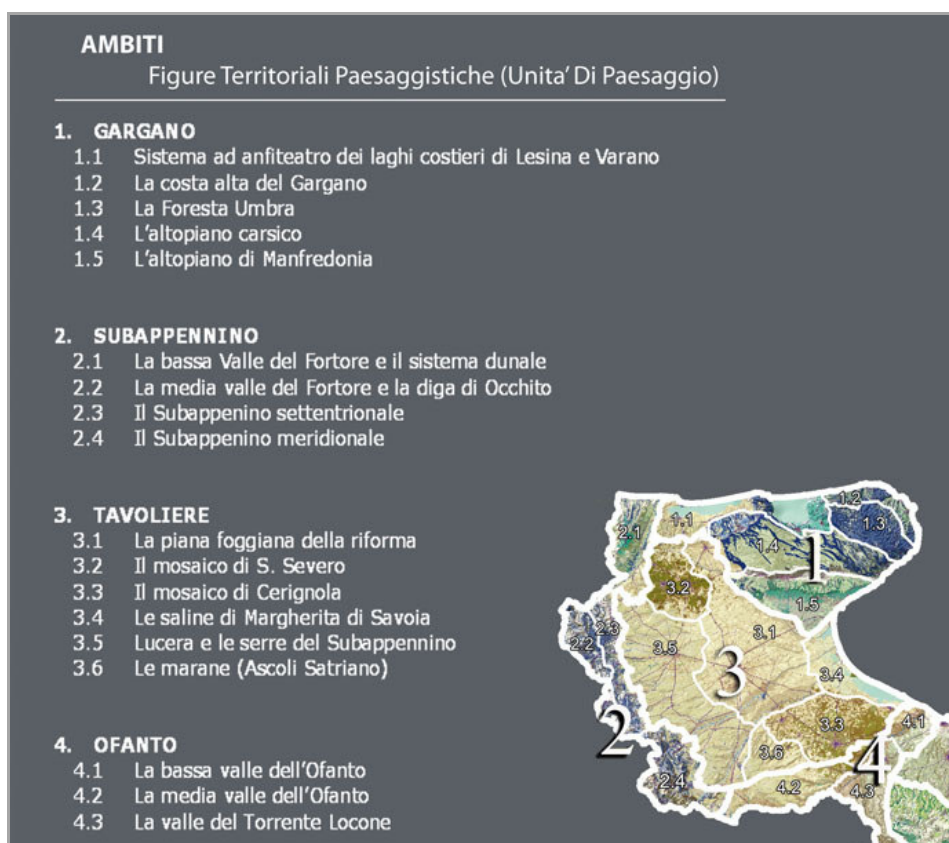 AMBITI
Figure Territoriali Paesaggistiche (Unita' Di Paesaggio)
1. GARGANO
1.1 Sistema ad anfiteatro dei laghi costieri di Lesina e Varano
1.2 La costa alta del Gargano
1.3 La Foresta Umbra
1.4 L'altopiano carsico
1.5 L'altopiano di Manfredonia
2. SUBAPPENNINO
2.1 La bassa Valle del Fortore e il sistema dunale
2.2 La media valle del Fortore e la diga di Occhito
2.3 Il Subappenino settentrionale
2.4 Il Subappenino meridionale
3. TAVOLIERE
3.1 La piana foggiana della riforma
3.2 Il mosaico di S. Severo
3.3 Il mosaico di Cerignola
3.4 Le saline di Margherita di Savoia
3.5 Lucera e le serre del Subappennino
3.6 Le marane (Ascoli Satriano)
4. OFANTO
4.1 La bassa valle dell'Ofanto
4.2 La media valle dell'Ofanto
4.3 La valle del Torrente Locone
1.2
1.1
1.3
2.1
1.4
1
3.2
1.5
2.3
3.1
2.2
3.5
3
3.4
3.3
4.1
2
3.6
4
2.4
4.2
4.3